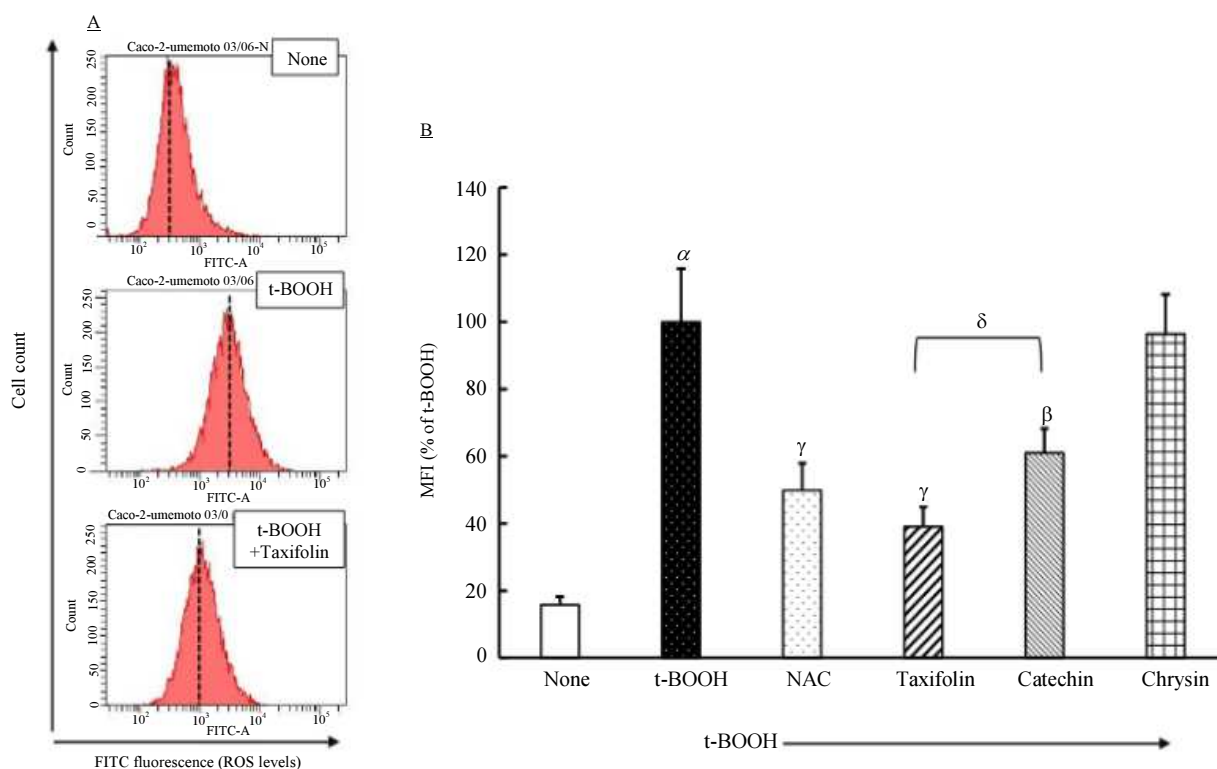 A
Cell count
Caco-2-umemoto 03/06-N
None
Count
250
200
150
100
50
0
10² 10³ 10⁴ 10⁵
FITC-A
Caco-2-umemoto 03/06
t-BOOH
Count
250
200
150
100
50
0
10² 10³ 10⁴ 10⁵
FITC-A
Caco-2-umemoto 03/0
t-BOOH
+Taxifolin
Count
250
200
150
100
50
0
10² 10³ 10⁴ 10⁵
FITC-A
FITC fluorescence (ROS levels)
B
MFI (% of t-BOOH)
140
120
100
80
60
40
20
0
α
γ
γ
δ
β
None t-BOOH NAC Taxifolin Catechin Chrysin
t-BOOH